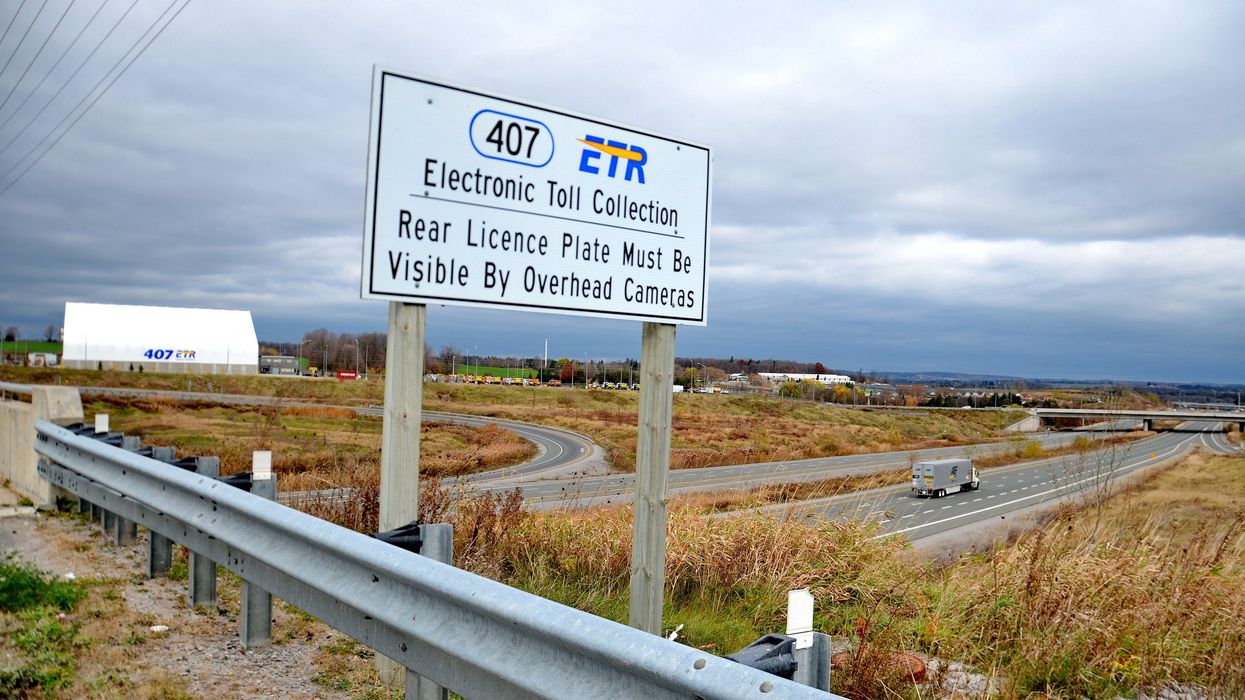 407 ETR
Electronic Toll Collection
Rear Licence Plate Must Be
Visible By Overhead Cameras
407 ETR